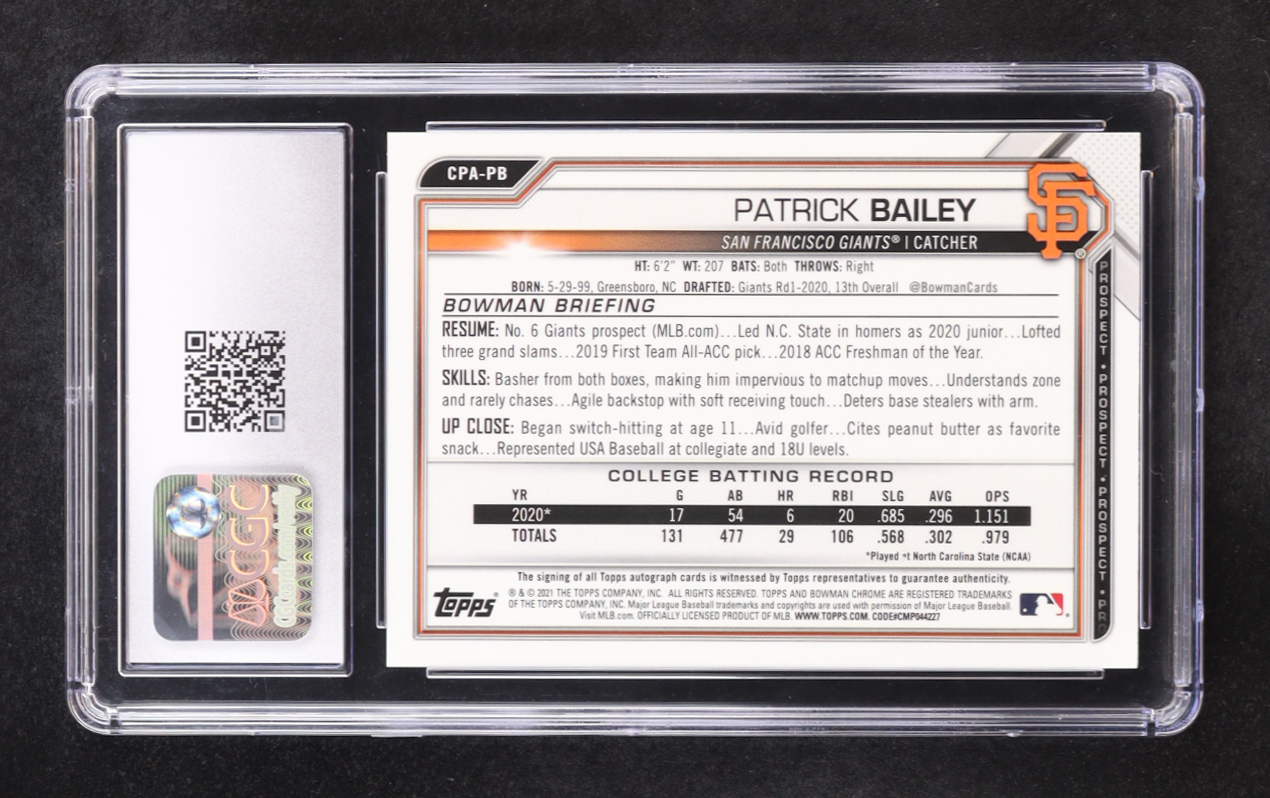 CPA-PB
PATRICK BAILEY
SAN FRANCISCO GIANTS® | CATCHER
SF
®
HT: 6'2" WT: 207 BATS: Both THROWS: Right
BORN: 5-29-99, Greensboro, NC DRAFTED: Giants Rd1-2020, 13th Overall @BowmanCards
BOWMAN BRIEFING
RESUME: No. 6 Giants prospect (MLB.com)...Led N.C. State in homers as 2020 junior...Lofted
three grand slams...2019 First Team All-ACC pick...2018 ACC Freshman of the Year.
SKILLS: Basher from both boxes, making him impervious to matchup moves...Understands zone
and rarely chases...Agile backstop with soft receiving touch...Deters base stealers with arm.
UP CLOSE: Began switch-hitting at age 11...Avid golfer...Cites peanut butter as favorite
snack...Represented USA Baseball at collegiate and 18U levels.
COLLEGE BATTING RECORD
YR G AB HR RBI SLG AVG OPS
2020* 17 54 6 20 .685 .296 1.151
TOTALS 131 477 29 106 .568 .302 .979
*Played at North Carolina State (NCAA)
The signing of all Topps autograph cards is witnessed by Topps representatives to guarantee authenticity.
Topps
® & © 2021 THE TOPPS COMPANY, INC. ALL RIGHTS RESERVED. TOPPS AND BOWMAN CHROME ARE REGISTERED TRADEMARKS
OF THE TOPPS COMPANY, INC. Major League Baseball trademarks and copyrights are used with permission of Major League Baseball.
Visit MLB.com. OFFICIALLY LICENSED PRODUCT OF MLB. WWW.TOPPS.COM. CODE#CMP044227
PROSPECT • PROSPECT • PROSPECT • PR
CGC